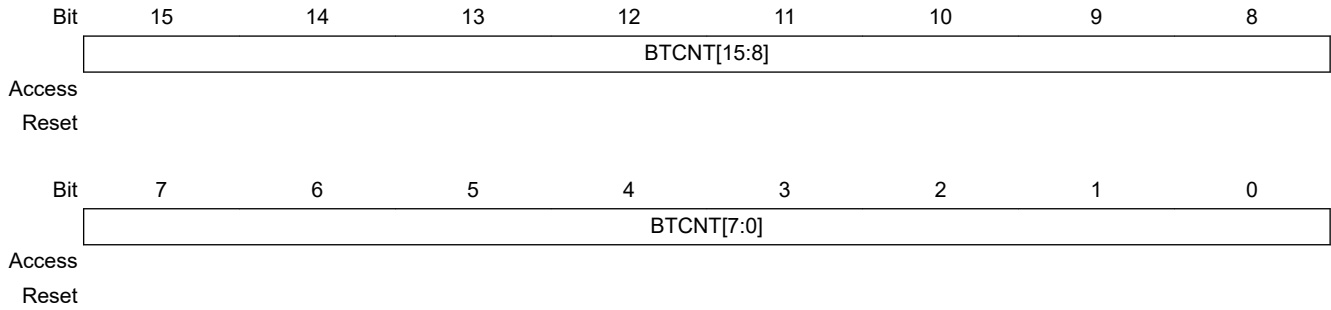 Bit 15 14 13 12 11 10 9 8
BTCNT[15:8]
Access
Reset
Bit 7 6 5 4 3 2 1 0
BTCNT[7:0]
Access
Reset